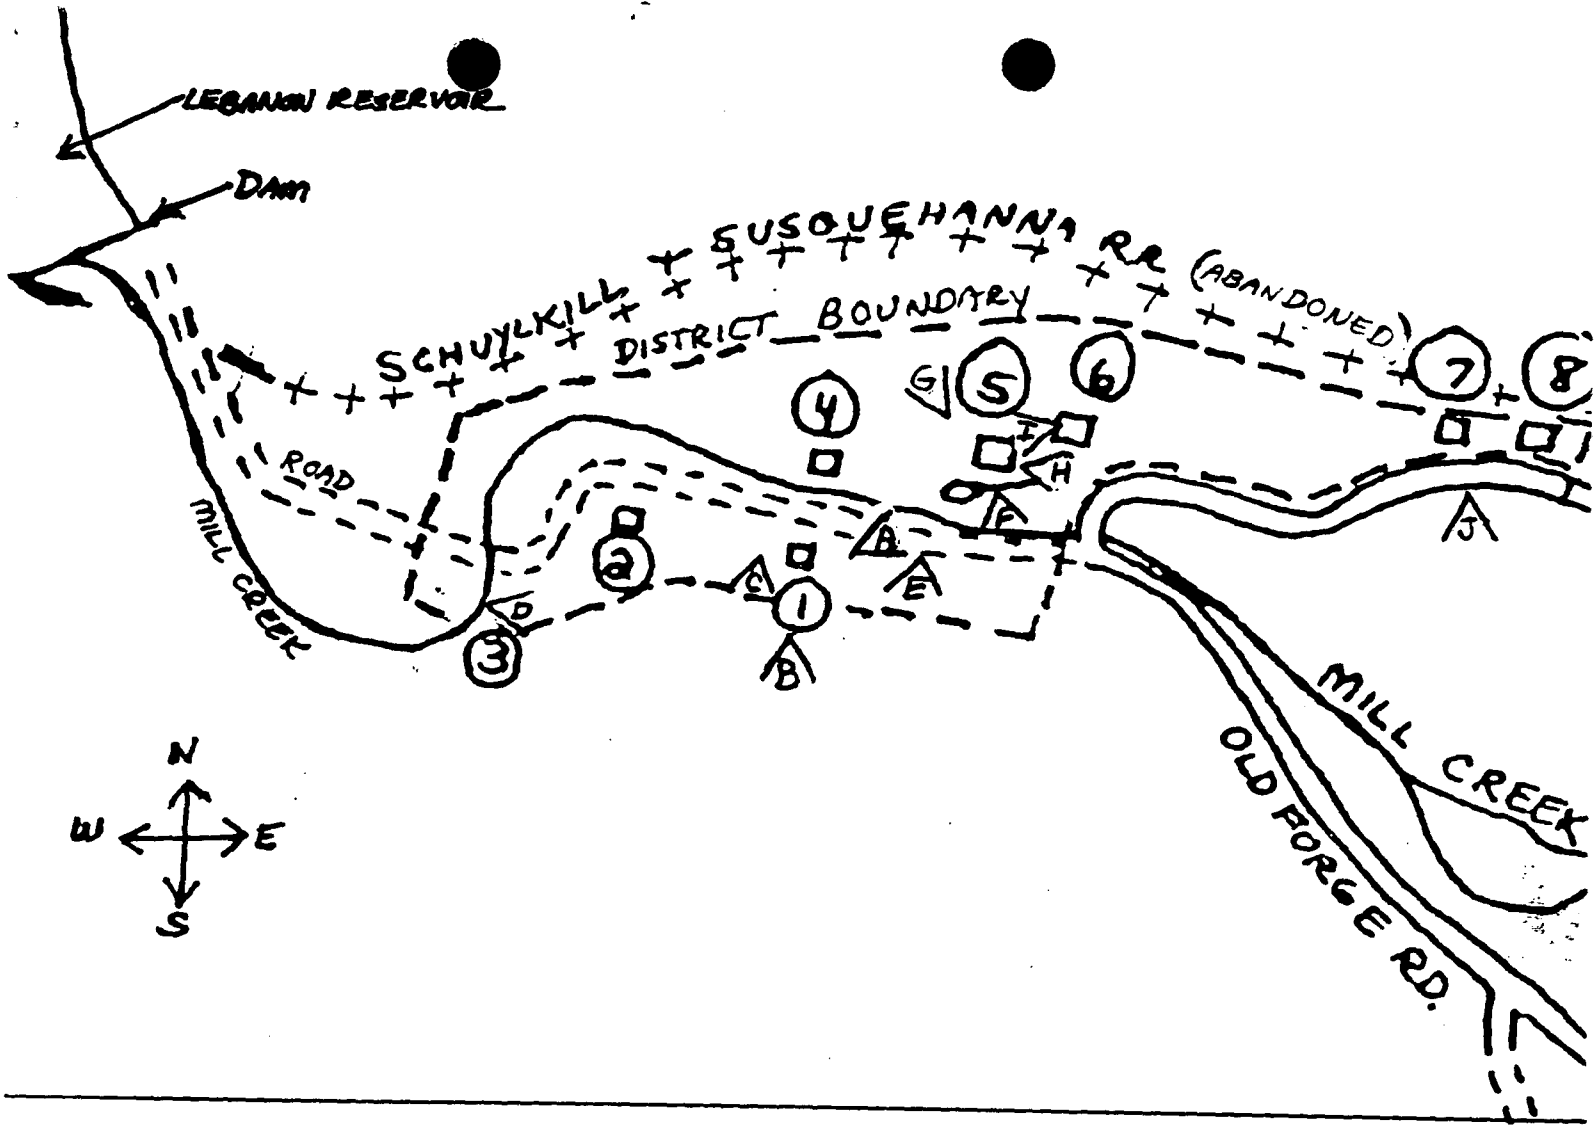 LEBANON RESERVOIR
DAM
SCHUYLKILL + SUSQUEHANNA RR (ABANDONED)
DISTRICT BOUNDARY
7
8
6
5
G
4
I
H
ROAD
F
J
MILL CREEK
2
B
C
E
1
D
3
B
MILL CREEK
OLD FORGE RD.
N
W E
S